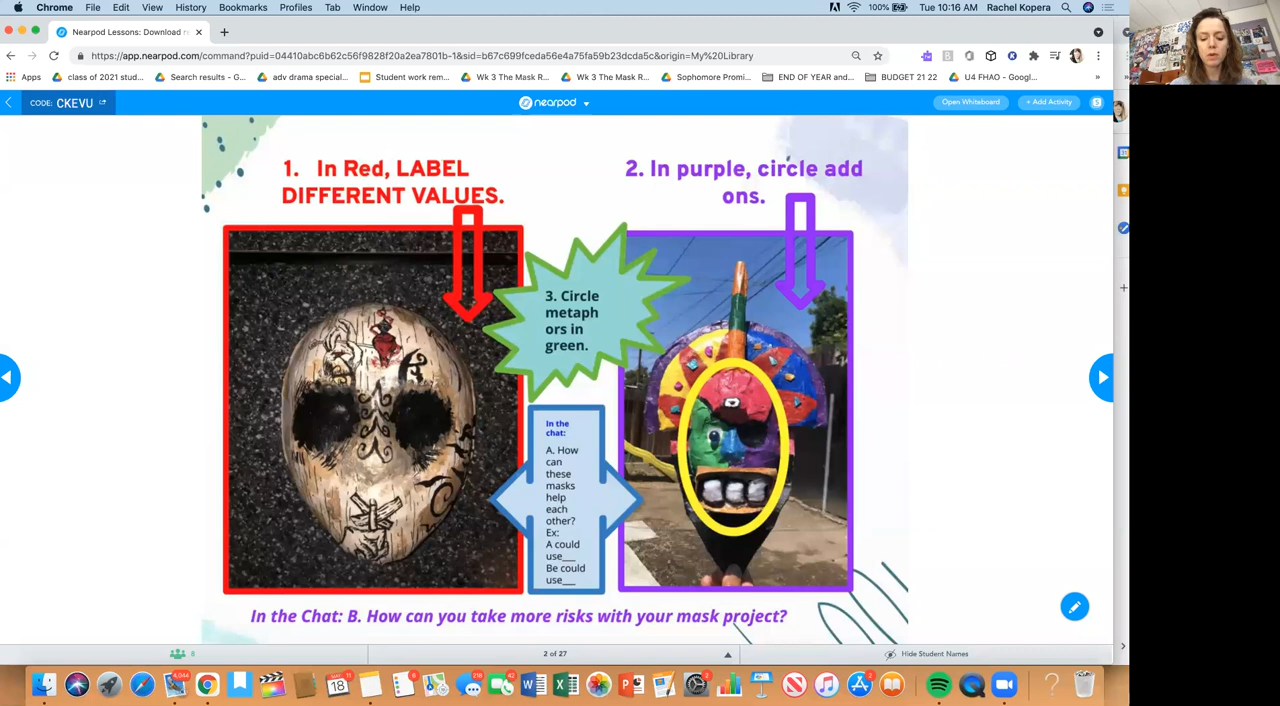 Chrome File Edit View History Bookmarks Profiles Tab Window Help 100% Tue 10:16 AM Rachel Kopera
Nearpod Lessons: Download r
https://app.nearpod.com/command?puid=04410abc6b62c56f9828f20a2ea7201b-1&sid=b67c6d9fceda56e4a75fa59b23dcda5c&origin=My%20Library
Apps class of 2021 stud... Search results - G... adv drama special... Student work rem... Wk 3 The Mask R... Wk 3 The Mask R... Sophomore Promi... END OF YEAR and... BUDGET 21 22 U4 FHAO - Googl...
CODE: CKEVU nearpod Open Whiteboard + Add Activity
1. In Red, LABEL
DIFFERENT VALUES.
2. In purple, circle add
ons.
3. Circle
metaph
ors in
green.
In the
chat:
A. How
can
these
masks
help
each
other?
Ex:
A could
use___
Be could
use___
In the Chat: B. How can you take more risks with your mask project?
8 2 of 27 Hide Student Names